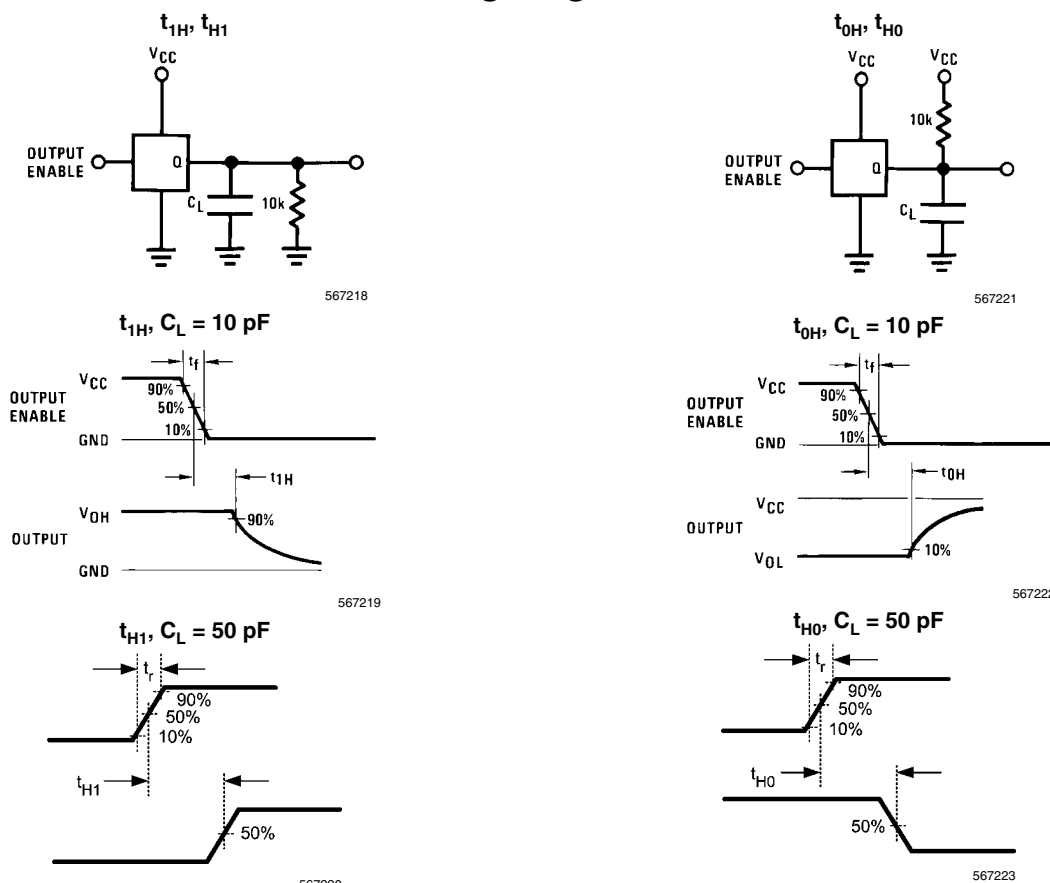 t1H, tH1
VCC
OUTPUT
ENABLE
Q
CL
10k
567218
t0H, tH0
VCC
VCC
10k
OUTPUT
ENABLE
Q
CL
567221
t1H, CL = 10 pF
tf
VCC
90%
50%
10%
OUTPUT
ENABLE
GND
t1H
VOH
90%
OUTPUT
GND
567219
t0H, CL = 10 pF
tf
VCC
90%
50%
10%
OUTPUT
ENABLE
GND
t0H
VCC
OUTPUT
10%
VOL
567222
tH1, CL = 50 pF
tr
90%
50%
10%
tH1
50%
tH0, CL = 50 pF
tr
90%
50%
10%
tH0
50%
567223